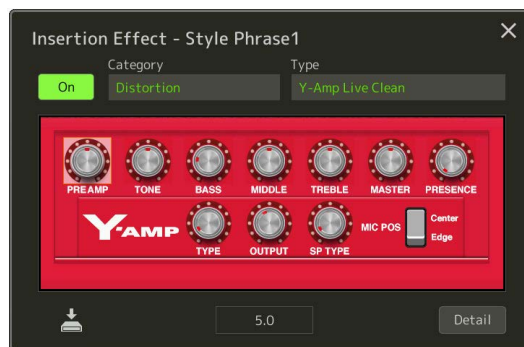 Insertion Effect - Style Phrase1
Category Type
On Distortion Y-Amp Live Clean
PREAMP TONE BASS MIDDLE TREBLE MASTER PRESENCE
Y-AMP TYPE OUTPUT SP TYPE MIC POS Center Edge
5.0 Detail